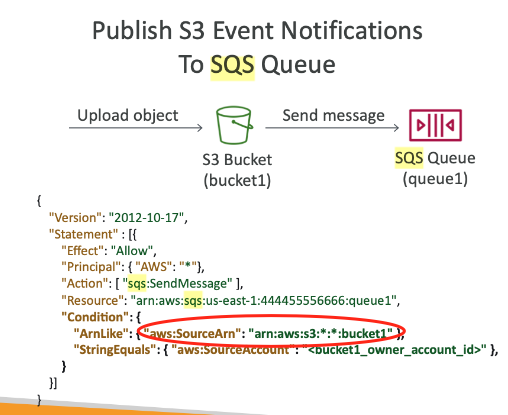 Publish S3 Event Notifications
To SQS Queue
Upload object
Send message
S3 Bucket
(bucket1)
SQS Queue
(queue1)
{
"Version": "2012-10-17",
"Statement" : [{
"Effect": "Allow",
"Principal": { "AWS": "*"},
"Action": [ "sqs:SendMessage" ],
"Resource": "arn:aws:sqs:us-east-1:444455556666:queue1",
"Condition": {
"ArnLike": { "aws:SourceArn": "arn:aws:s3:*:*:bucket1" },
"StringEquals": { "aws:SourceAccount": "<bucket1_owner_account_id>" },
}
}]
}